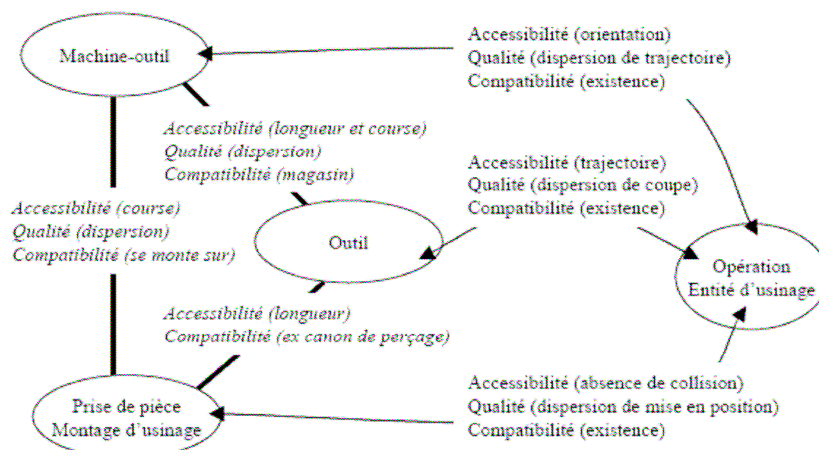 Machine-outil
Accessibilité (orientation)
Qualité (dispersion de trajectoire)
Compatibilité (existence)
Accessibilité (longueur et course)
Qualité (dispersion)
Compatibilité (magasin)
Accessibilité (trajectoire)
Qualité (dispersion de coupe)
Compatibilité (existence)
Accessibilité (course)
Qualité (dispersion)
Compatibilité (se monte sur)
Outil
Opération
Entité d'usinage
Accessibilité (longueur)
Compatibilité (ex canon de perçage)
Prise de pièce
Montage d'usinage
Accessibilité (absence de collision)
Qualité (dispersion de mise en position)
Compatibilité (existence)